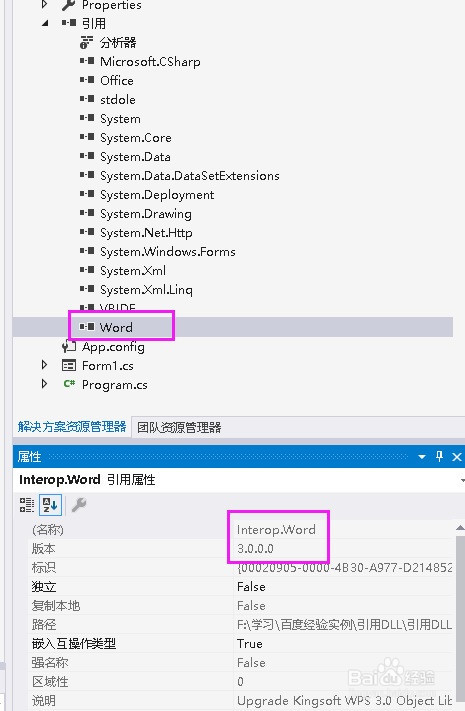 Properties
引用
分析器
Microsoft.CSharp
Office
stdole
System
System.Core
System.Data
System.Data.DataSetExtensions
System.Deployment
System.Drawing
System.Net.Http
System.Windows.Forms
System.Xml
System.Xml.Linq
VBIDE
Word
App.config
Form1.cs
C# Program.cs
解决方案资源管理器 团队资源管理器
属性
Interop.Word 引用属性
(名称) Interop.Word
版本 3.0.0.0
标识 {00020905-0000-4B30-A977-D214852
独立 False
复制本地 False
路径 F:\学习\百度经验实例\引用DLL\引用DLL
嵌入互操作类型 True
强名称 False
区域性 0
说明 Upgrade Kingsoft WPS 3.0 Object Lib
Baidu经验